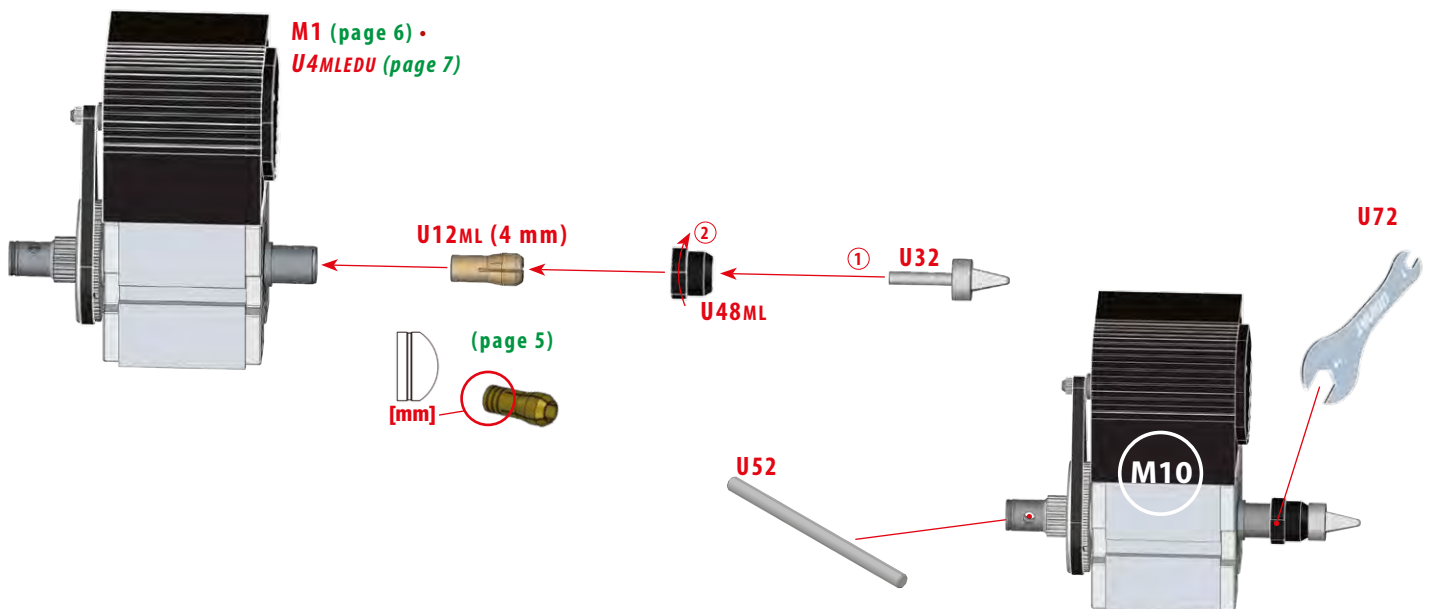 M1 (page 6) •
U4MLEDU (page 7)
U72
U12ML (4 mm)
②
①
U32
U48ML
(page 5)
[mm]
U52
M10